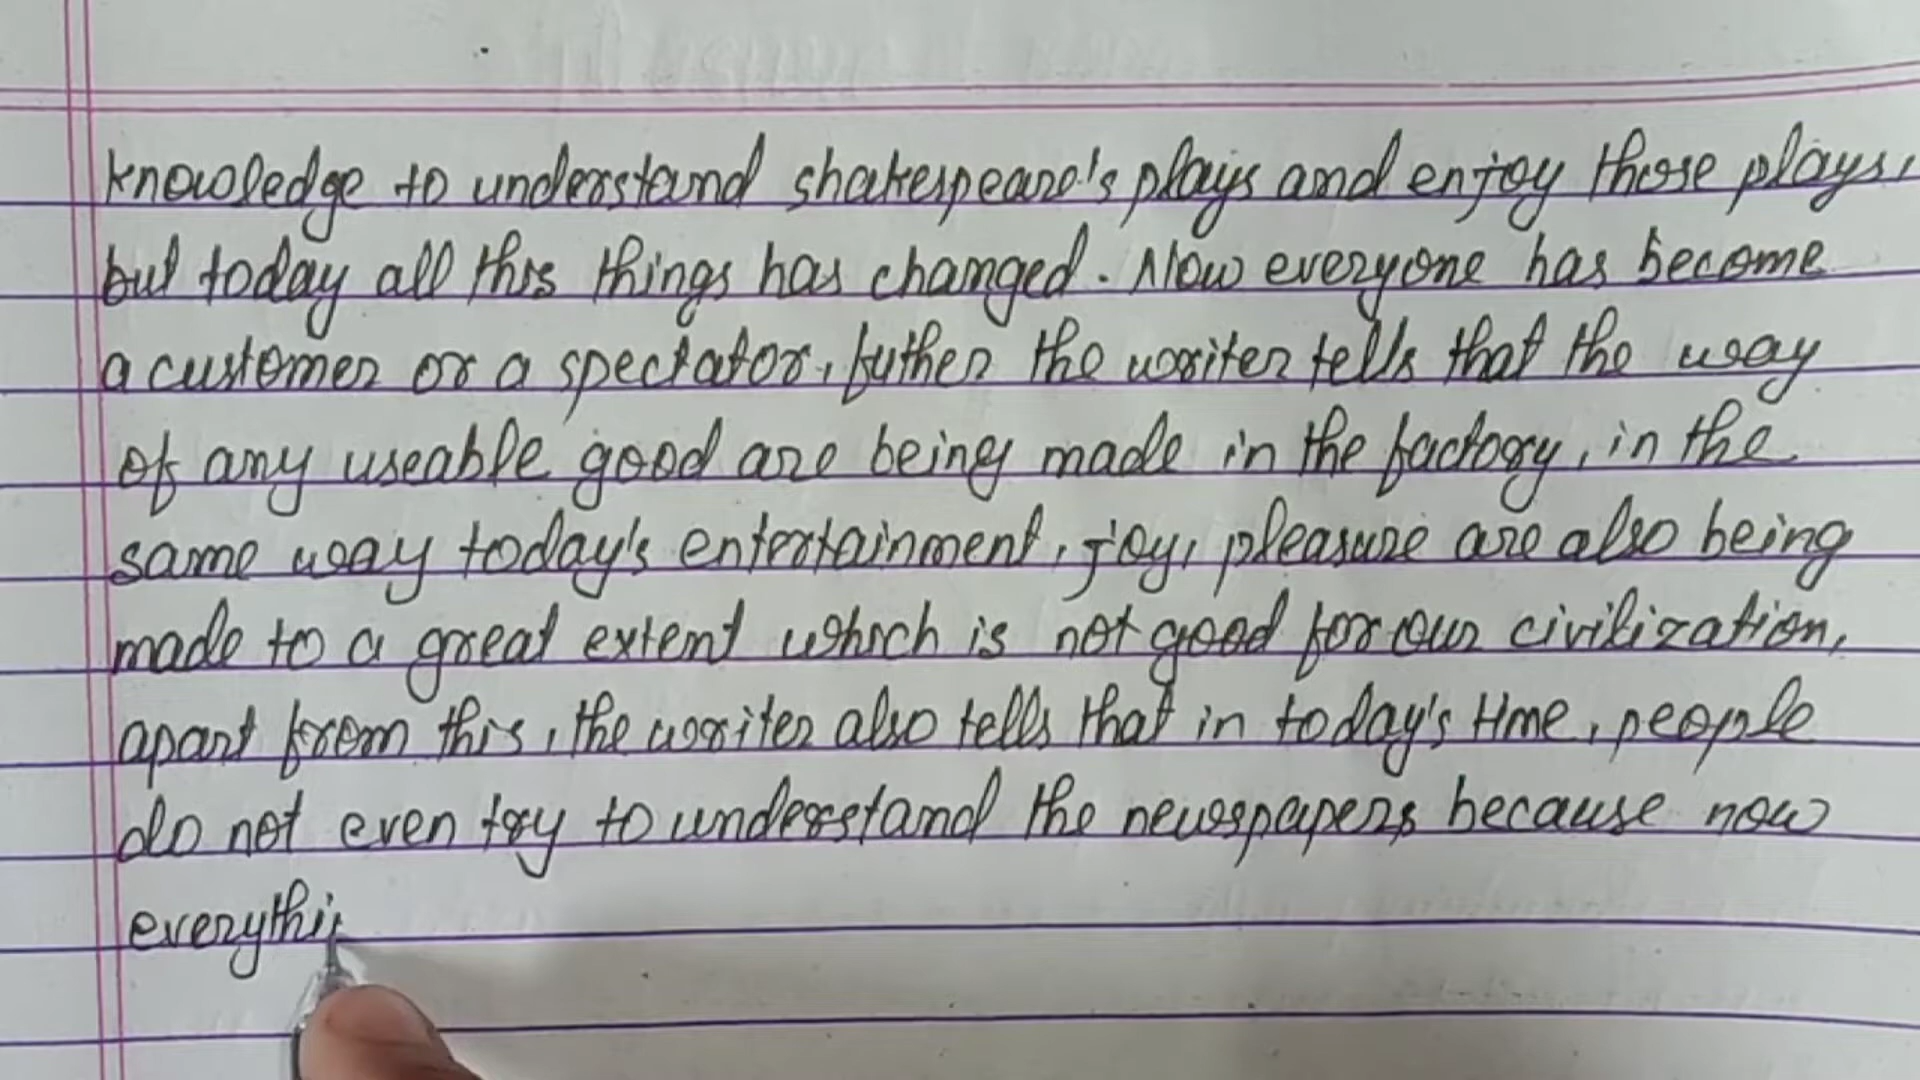 knowledge to understand shakespeare's plays and enjoy those plays,
but today all this things has changed. Now everyone has become
a customer or a spectator, futher the writer tells that the way
of any useable good are being made in the factory, in the
same way today's entertainment, joy, pleasure are also being
made to a great extent which is not good for our civilization,
apart from this, the writer also tells that in today's time, people
do not even try to understand the newspapers because now
everythin